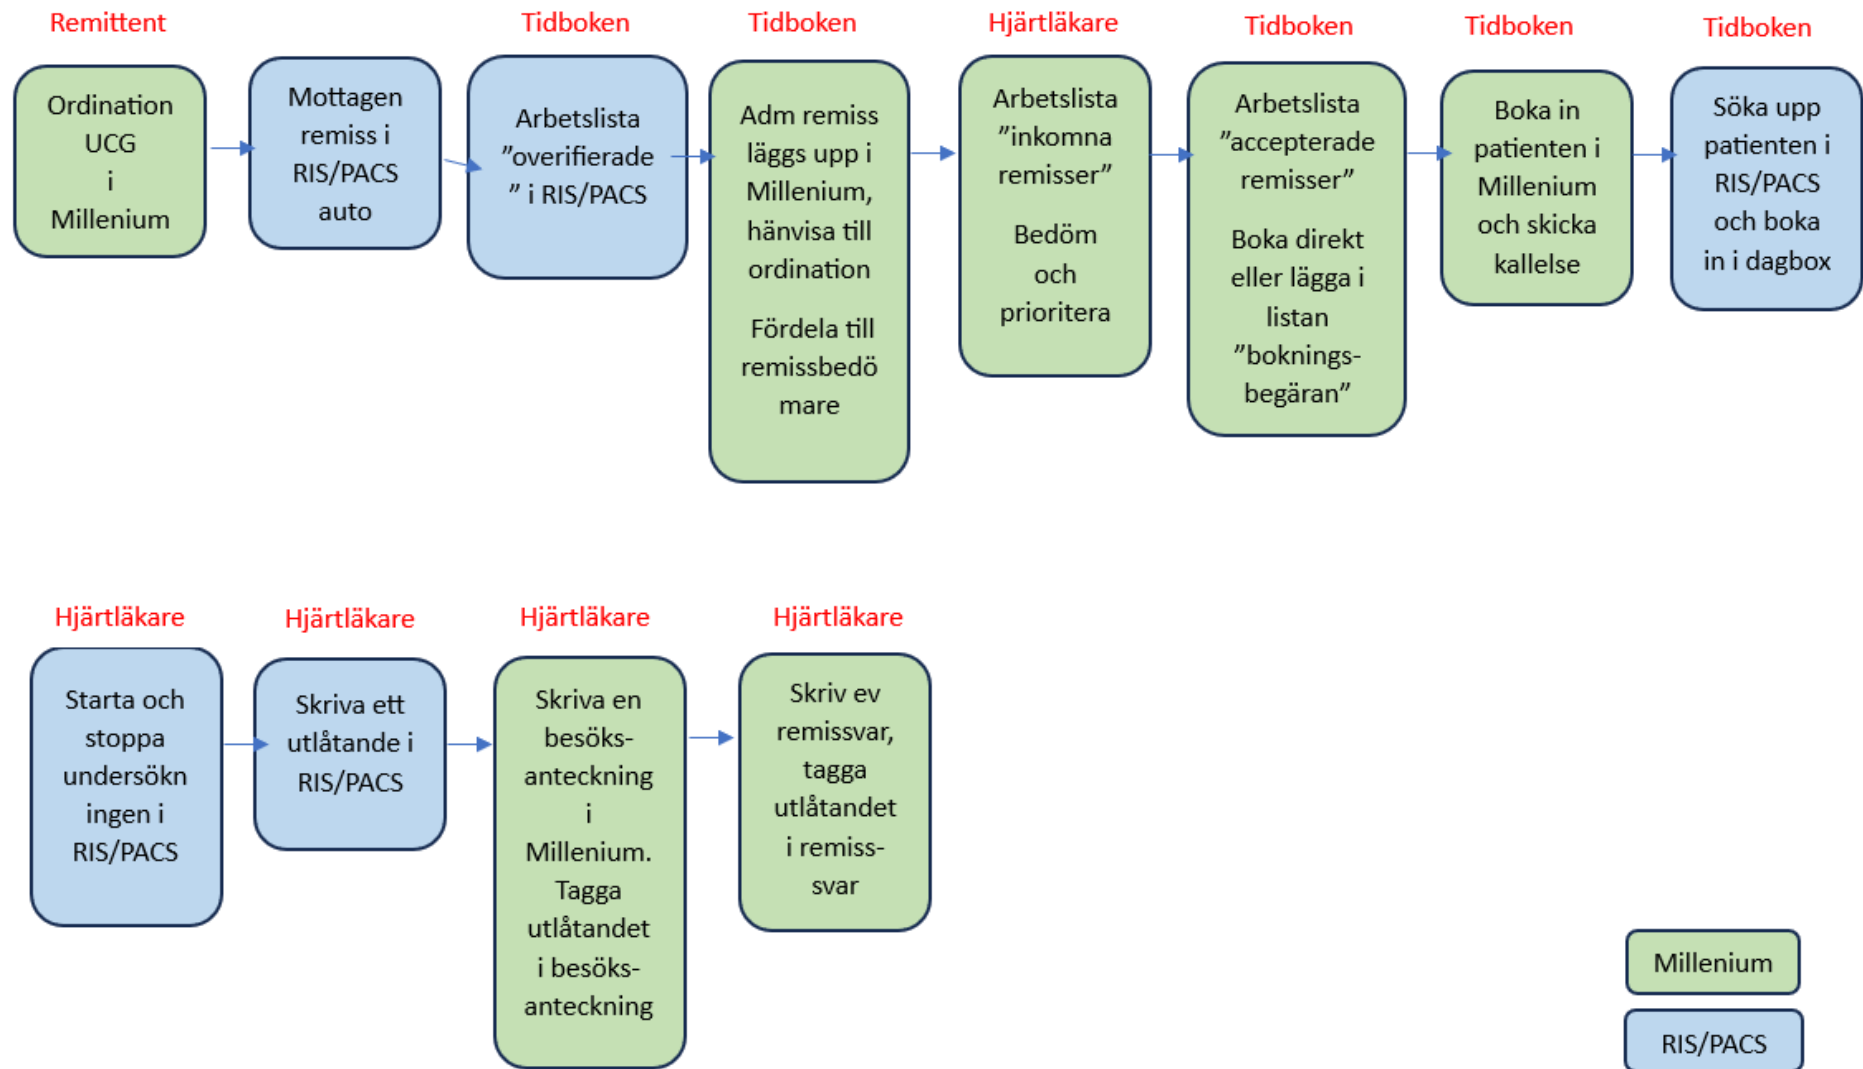 Remittent
Ordination
UCG
i
Millenium
Mottagen
remiss i
RIS/PACS
auto
Tidboken
Arbetslista
”overifierade
” i RIS/PACS
Tidboken
Adm remiss
läggs upp i
Millenium,
hänvisa till
ordination
Fördela till
remissbedö
mare
Hjärtläkare
Arbetslista
”inkomna
remisser”
Bedöm
och
prioritera
Tidboken
Arbetslista
”accepterade
remisser”
Boka direkt
eller lägga i
listan
”boknings-
begäran”
Tidboken
Boka in
patienten i
Millenium
och skicka
kallelse
Tidboken
Söka upp
patienten i
RIS/PACS
och boka
in i dagbox
Hjärtläkare
Starta och
stoppa
undersökn
ingen i
RIS/PACS
Hjärtläkare
Skriva ett
utlåtande i
RIS/PACS
Hjärtläkare
Skriva en
besöks-
anteckning
i
Millenium.
Tagga
utlåtandet
i besöks-
anteckning
Hjärtläkare
Skriv ev
remissvar,
tagga
utlåtandet
i remiss-
svar
Millenium
RIS/PACS